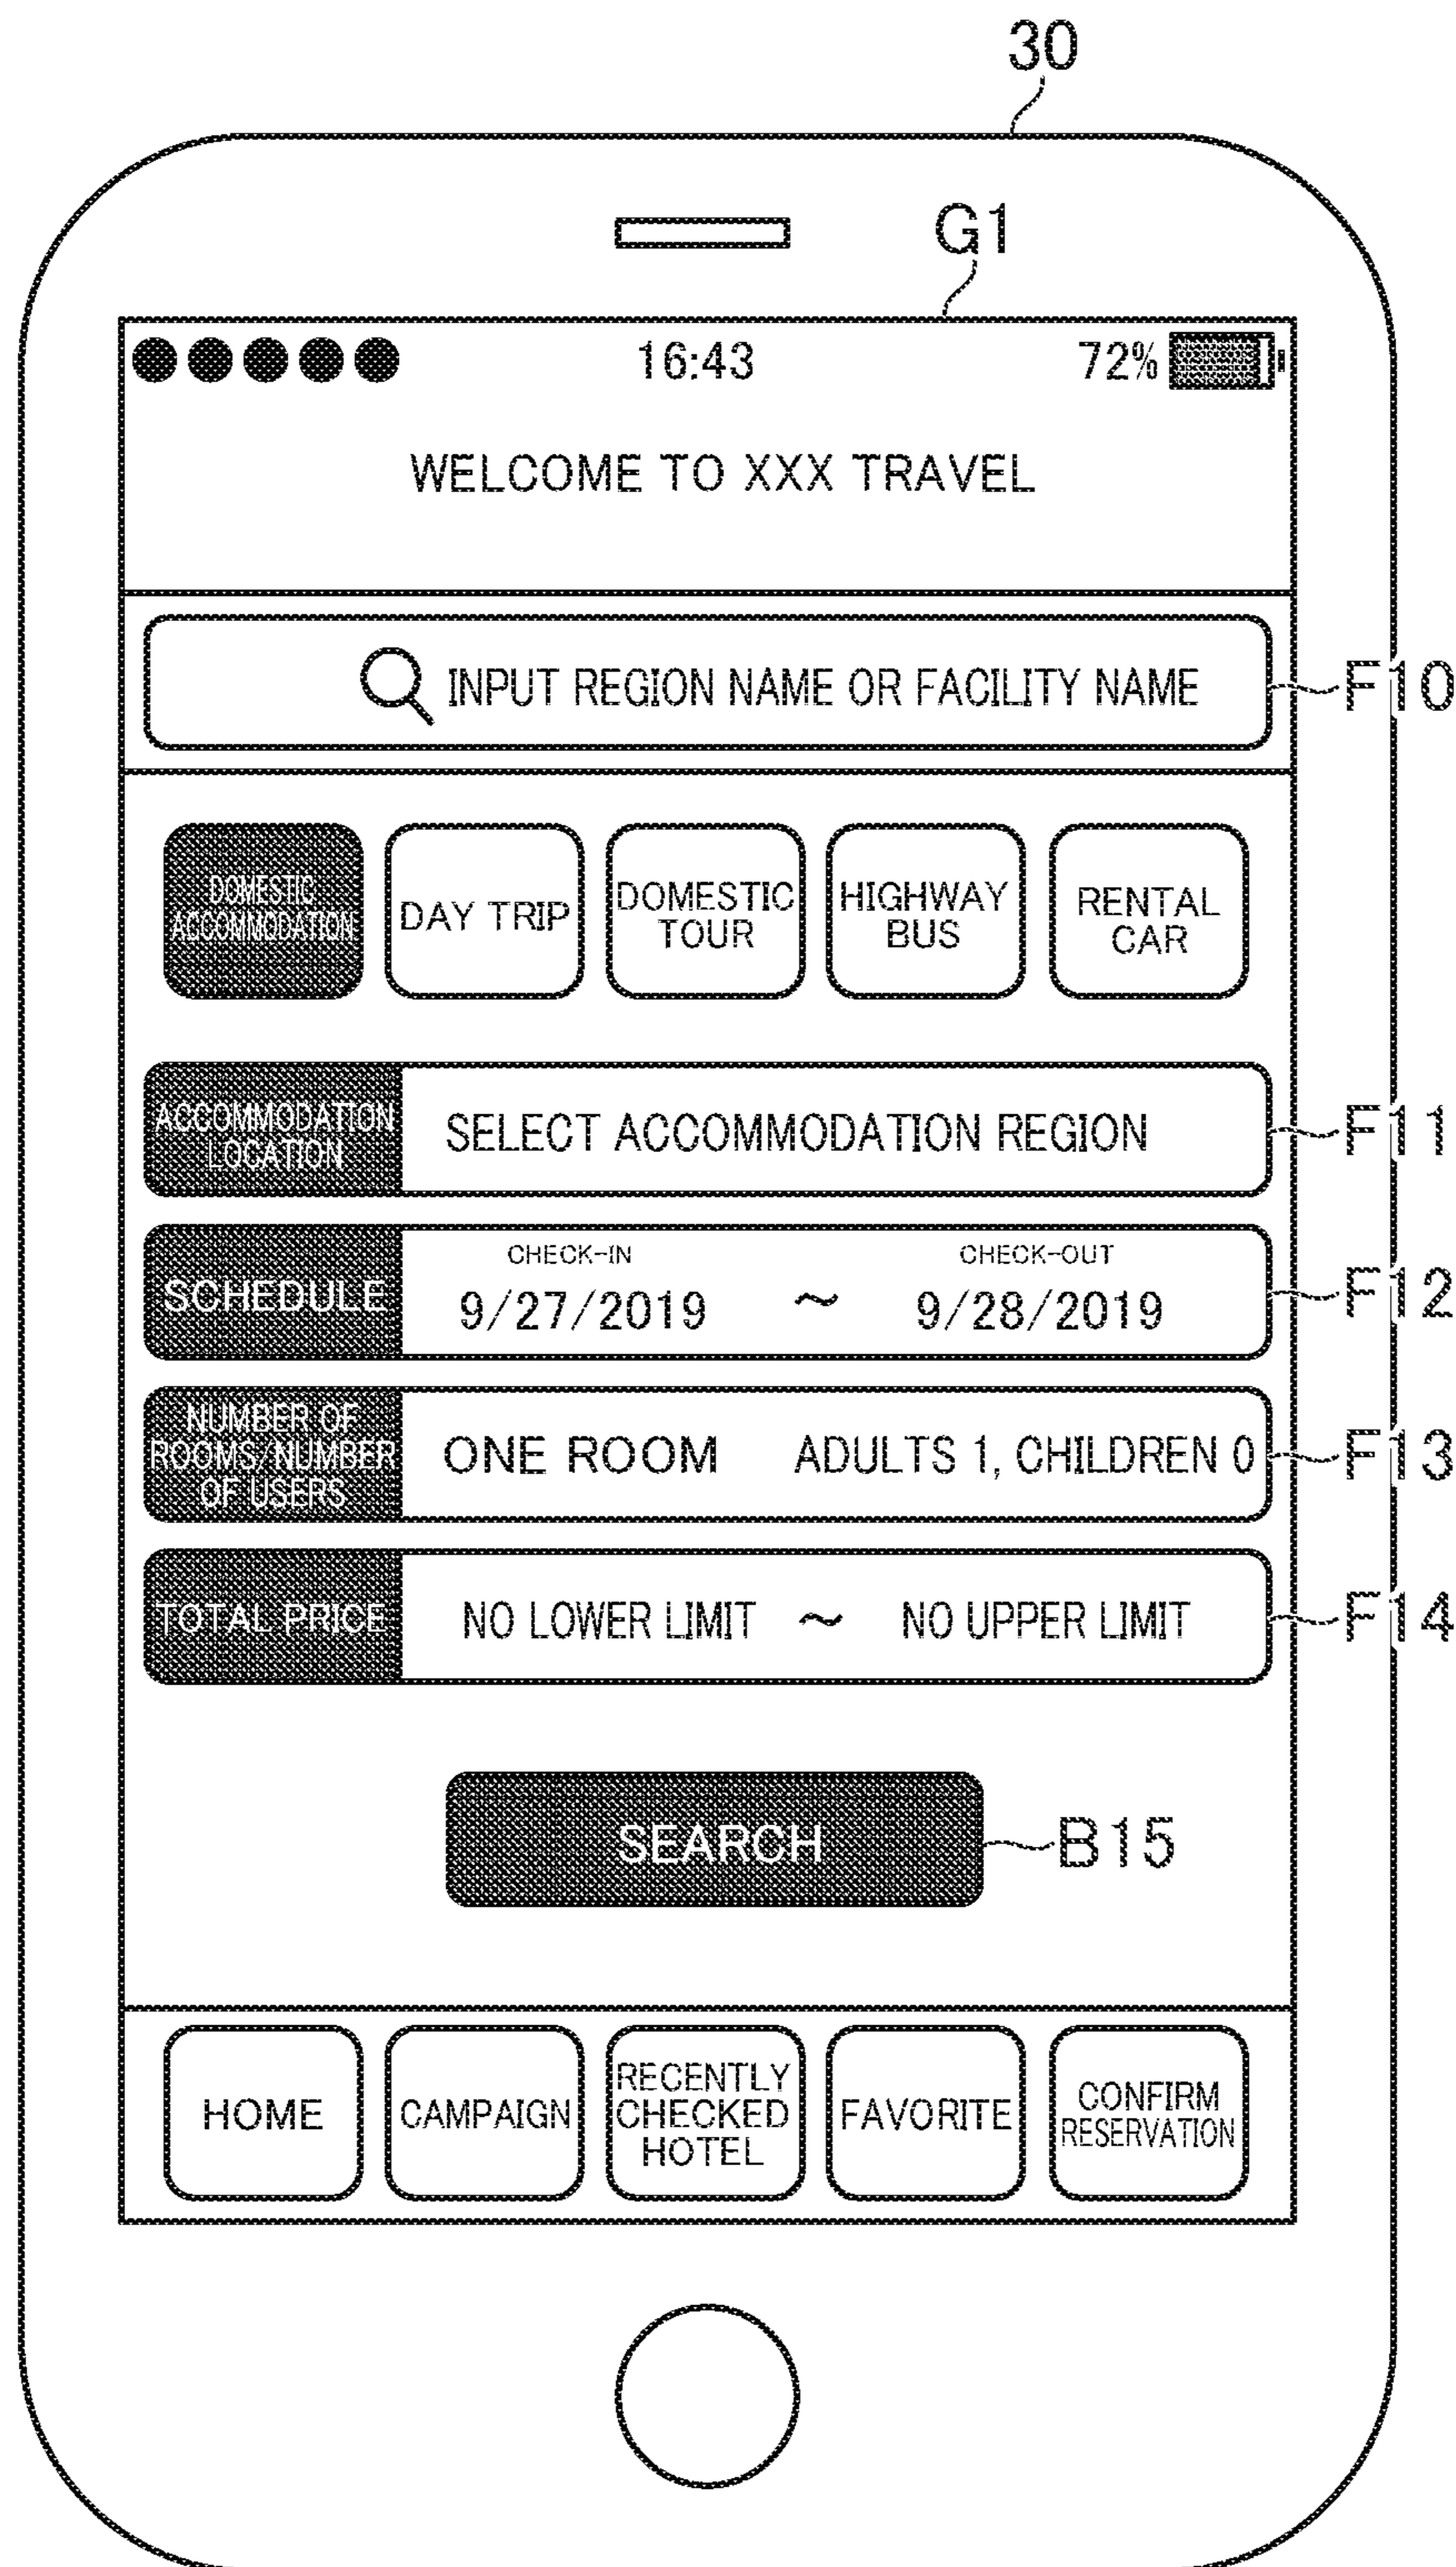 30
G1
16:43 72%
WELCOME TO XXX TRAVEL
INPUT REGION NAME OR FACILITY NAME F10
DOMESTIC
ACCOMMODATION
DAY TRIP
DOMESTIC
TOUR
HIGHWAY
BUS
RENTAL
CAR
ACCOMMODATION
LOCATION
SELECT ACCOMMODATION REGION F11
SCHEDULE
CHECK-IN CHECK-OUT
9/27/2019 ~ 9/28/2019 F12
NUMBER OF
ROOMS/NUMBER
OF USERS
ONE ROOM ADULTS 1, CHILDREN 0 F13
TOTAL PRICE NO LOWER LIMIT ~ NO UPPER LIMIT F14
SEARCH B15
HOME
CAMPAIGN
RECENTLY
CHECKED
HOTEL
FAVORITE
CONFIRM
RESERVATION